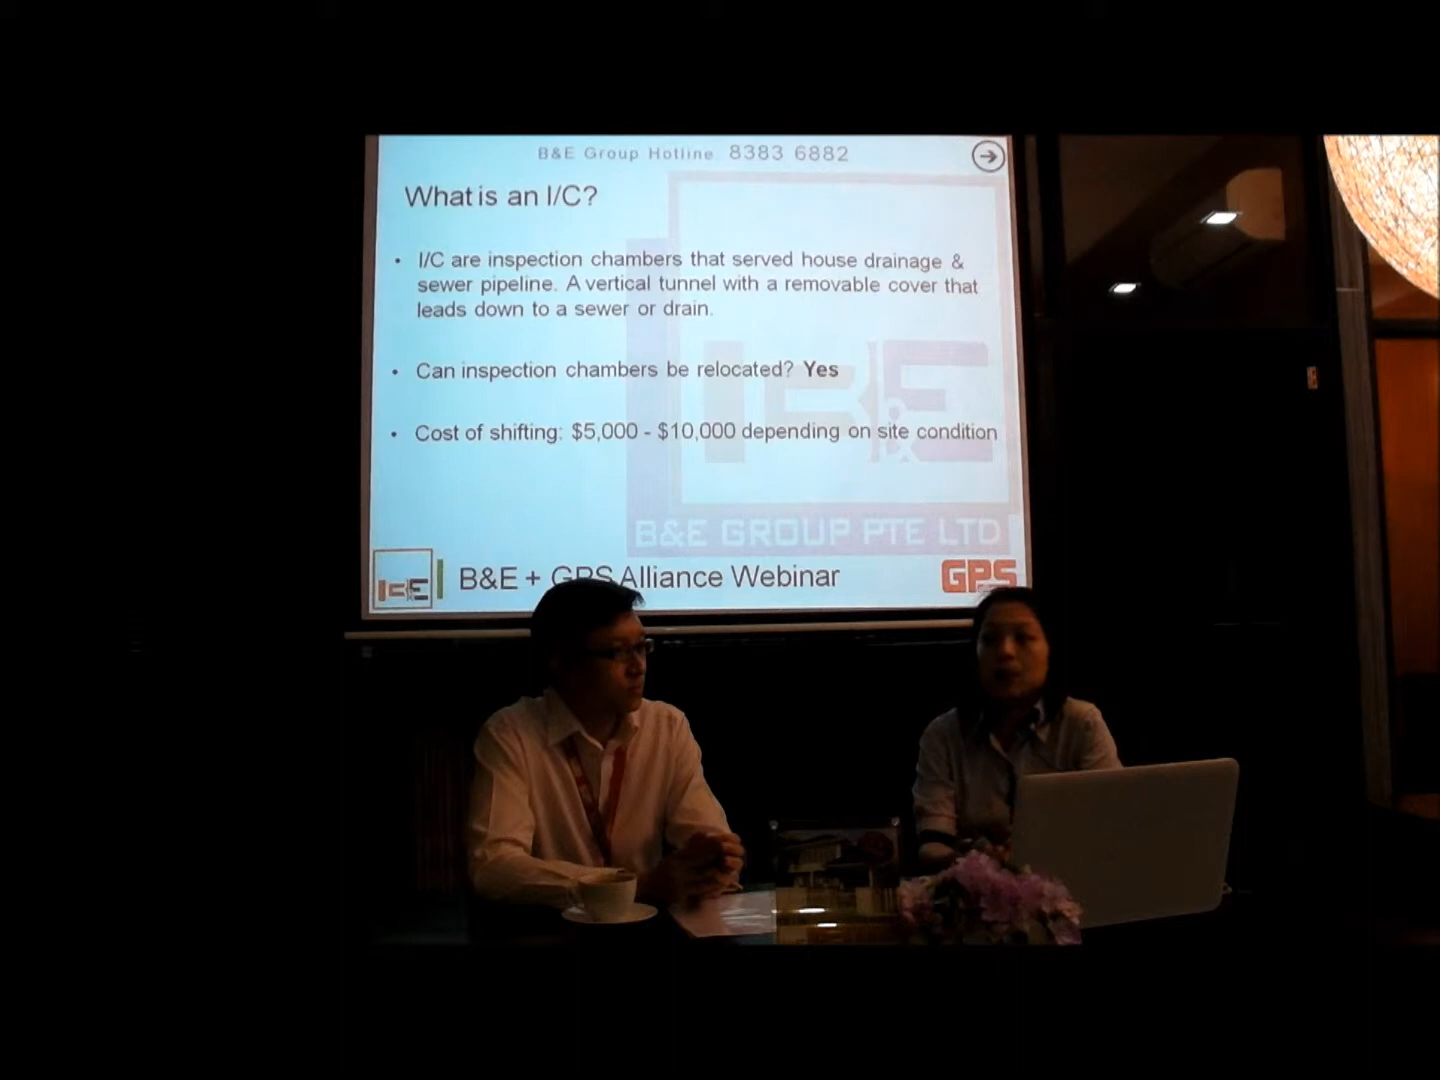 B&E Group Hotline 8383 6882
What is an I/C?
• I/C are inspection chambers that served house drainage &
sewer pipeline. A vertical tunnel with a removable cover that
leads down to a sewer or drain.
• Can inspection chambers be relocated? Yes
• Cost of shifting: $5,000 - $10,000 depending on site condition
B&E GROUP PTE LTD
B&E + GPS Alliance Webinar
GPS